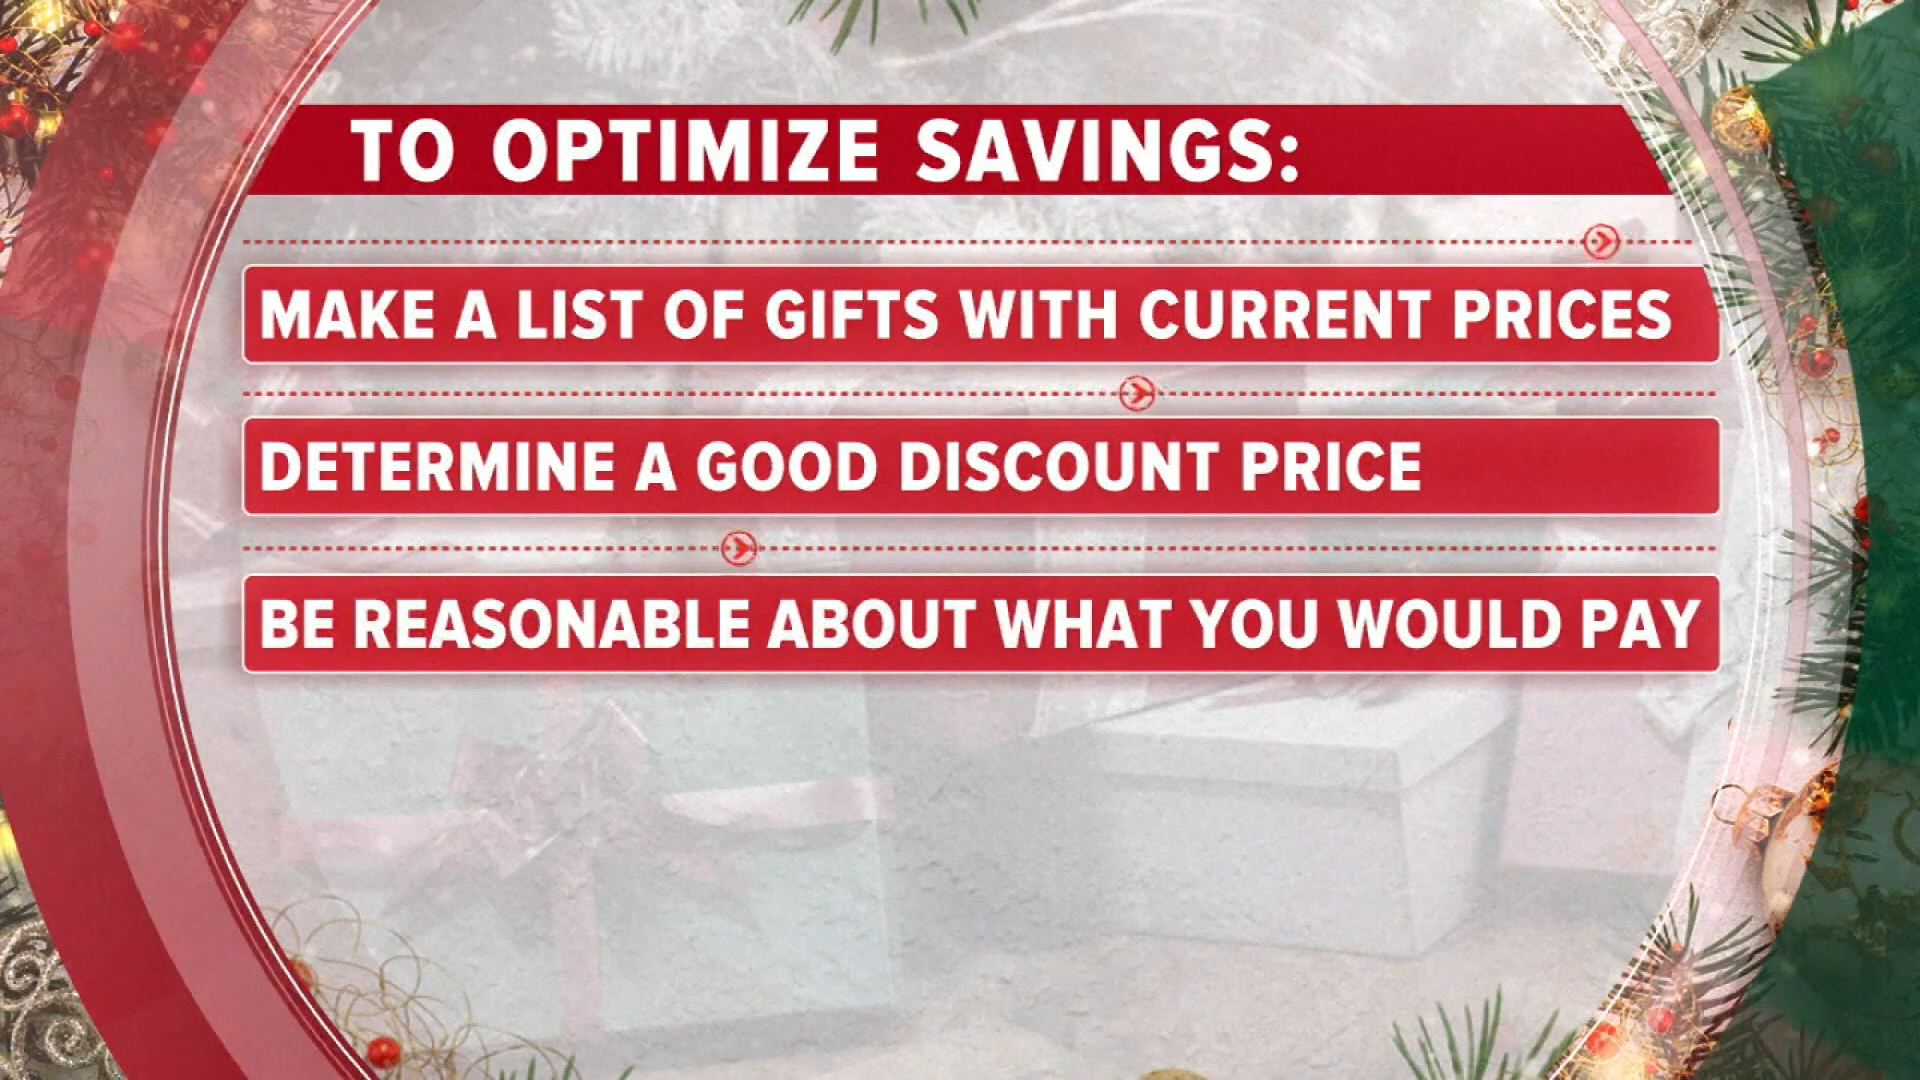 TO OPTIMIZE SAVINGS:
MAKE A LIST OF GIFTS WITH CURRENT PRICES
DETERMINE A GOOD DISCOUNT PRICE
BE REASONABLE ABOUT WHAT YOU WOULD PAY